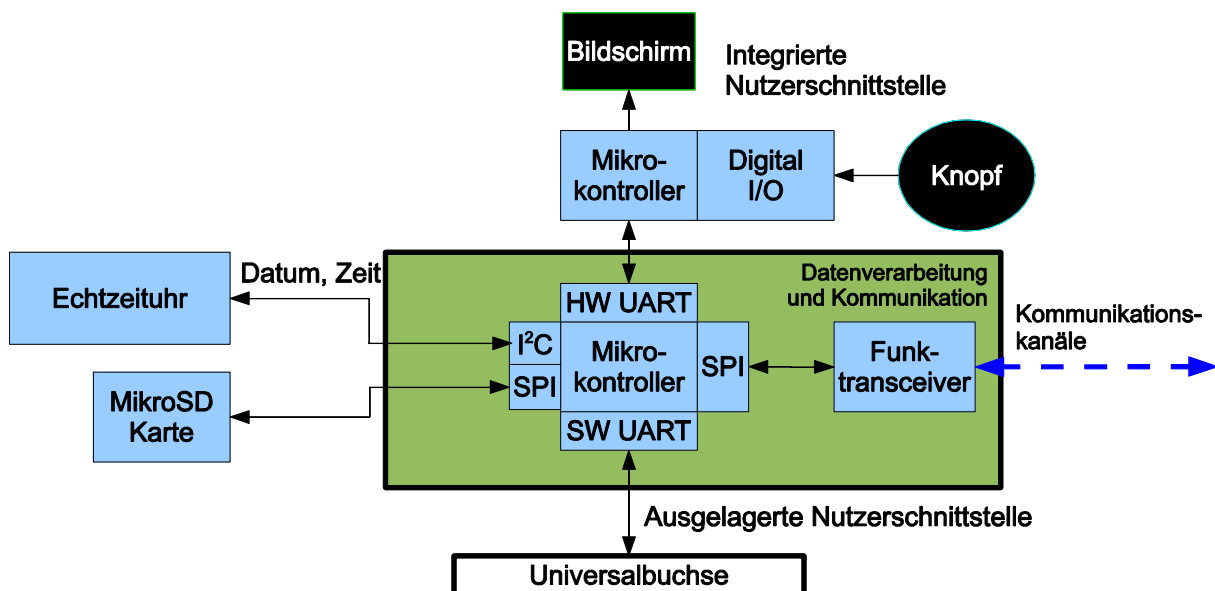 Bildschirm
Integrierte
Nutzerschnittstelle
Mikro-
kontroller
Digital
I/O
Knopf
Echtzeituhr
Datum, Zeit
Datenverarbeitung
und Kommunikation
HW UART
I²C
SPI
Mikro-
kontroller
SPI
Funk-
transceiver
Kommunikations-
kanäle
MikroSD
Karte
SW UART
Ausgelagerte Nutzerschnittstelle
Universalbuchse